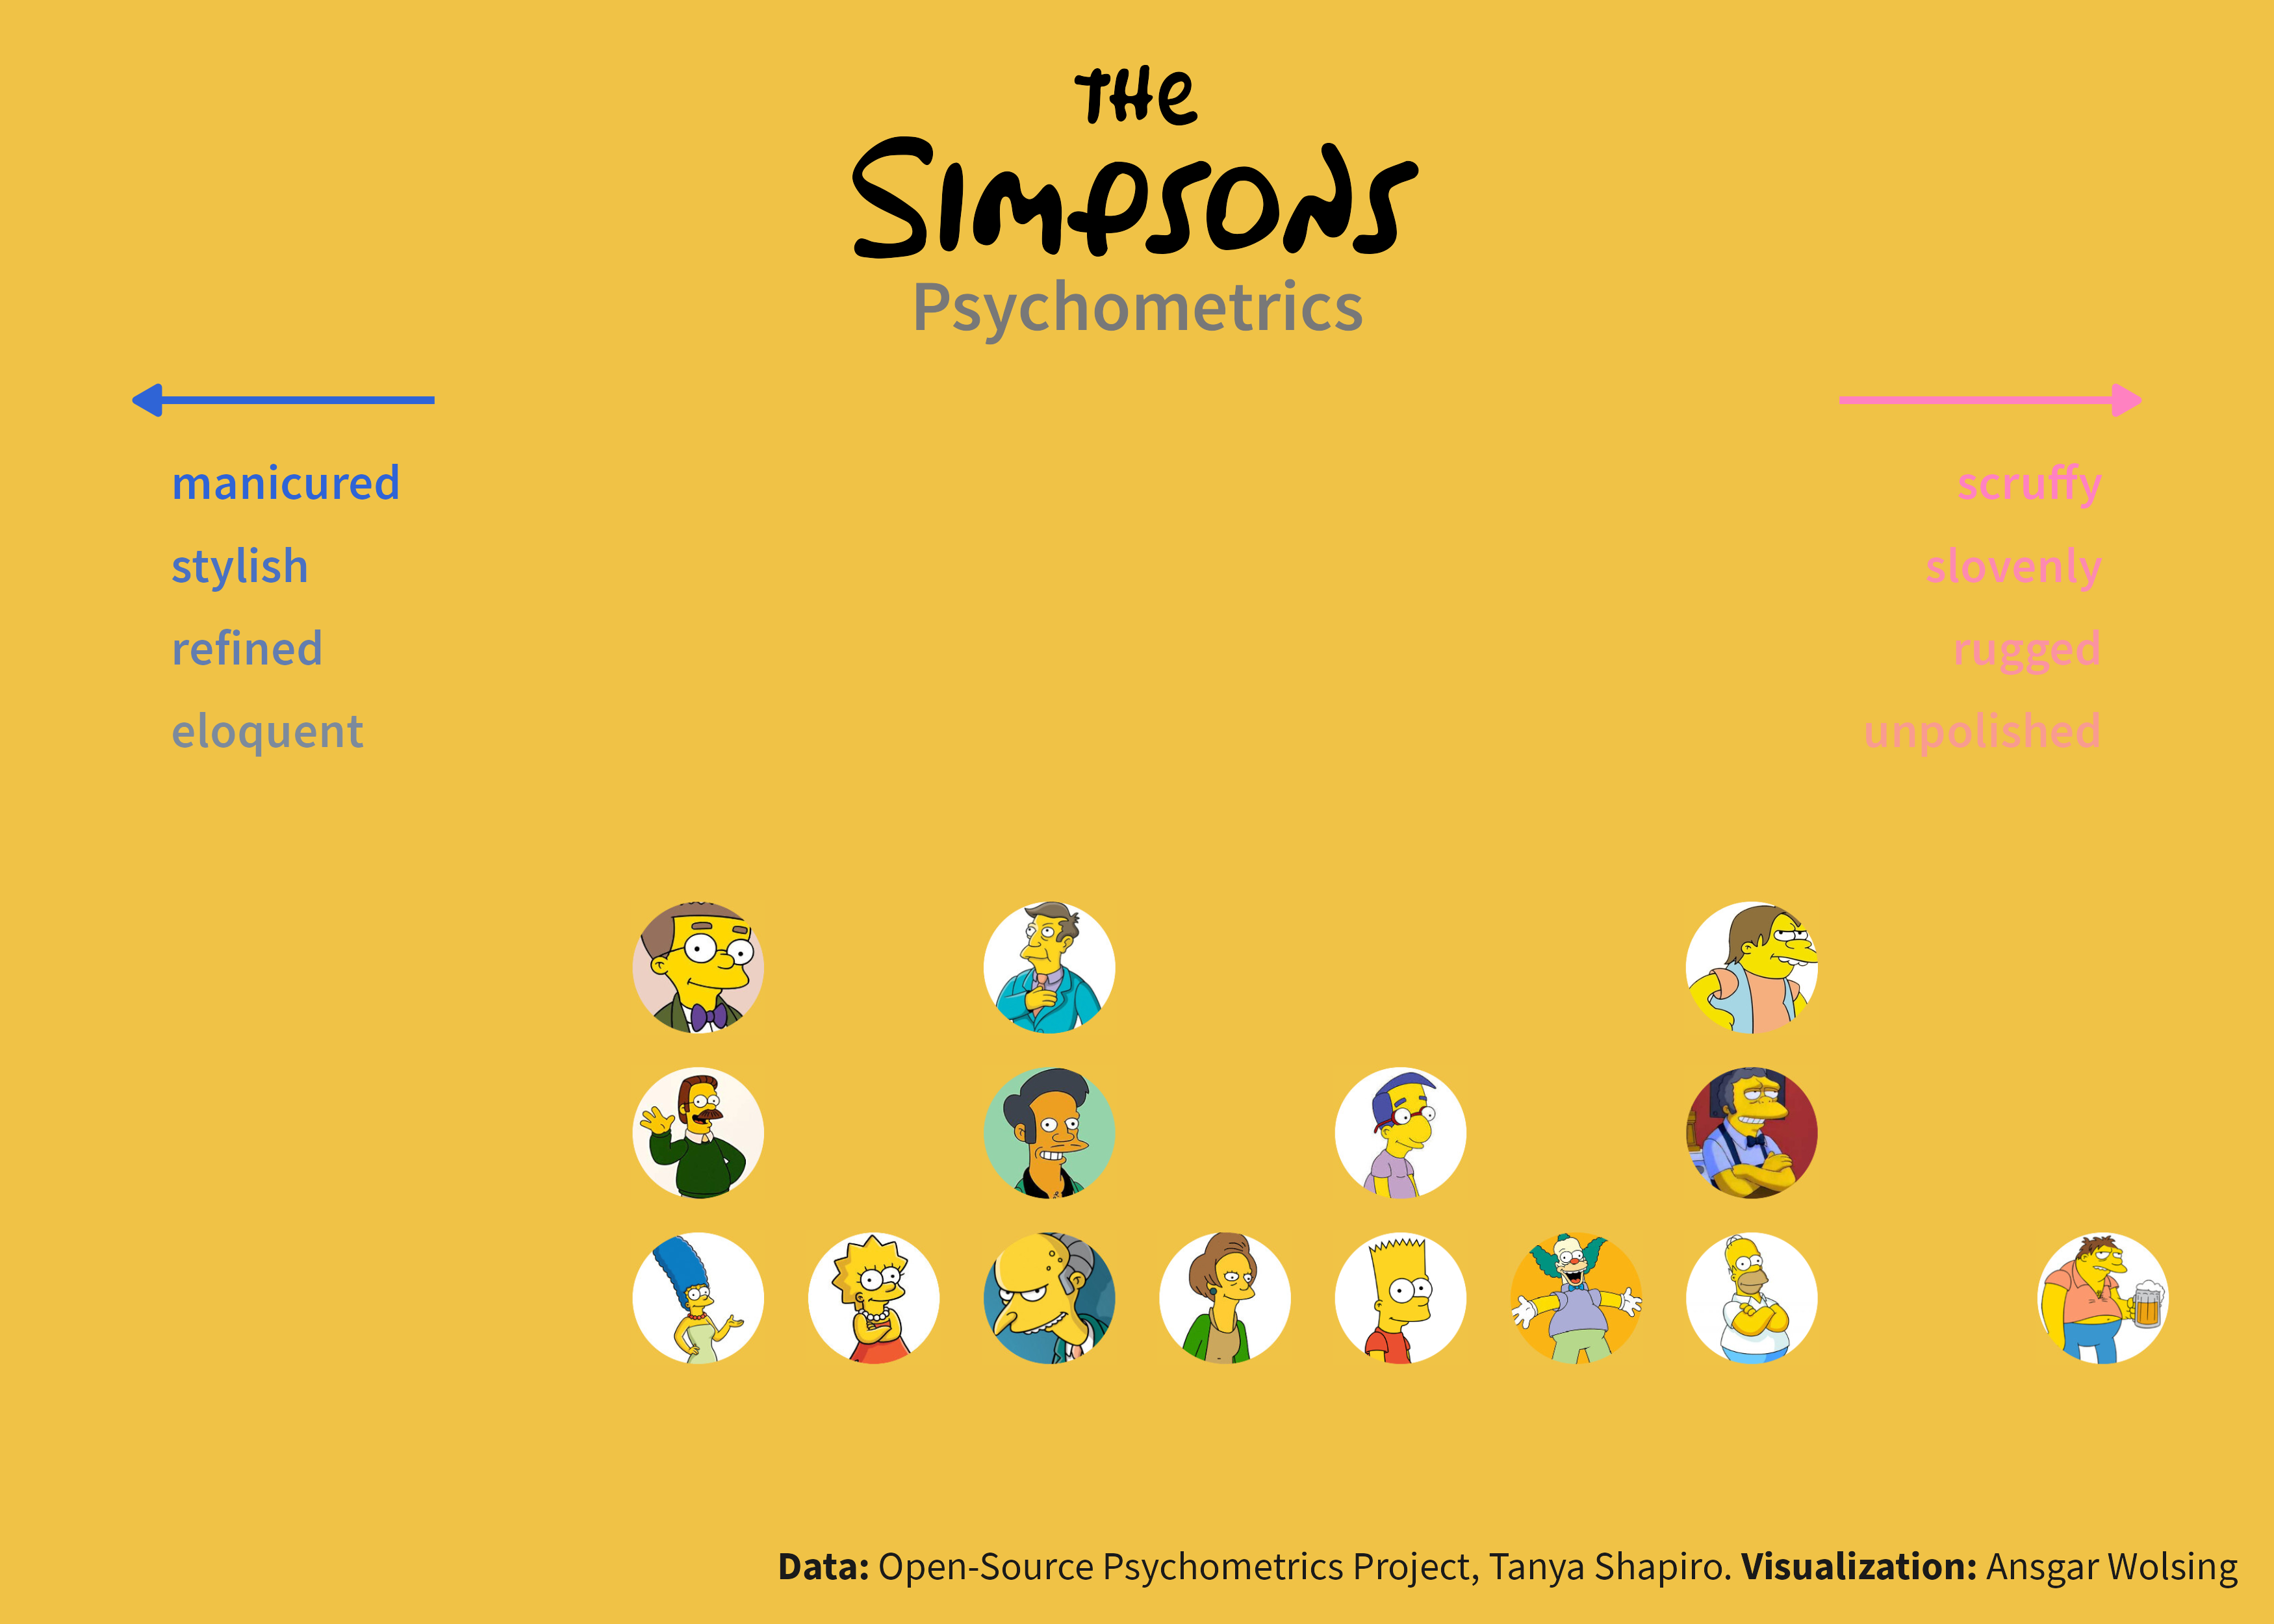 THe
SIMPSONS
Psychometrics
manicured
stylish
refined
eloquent
scruffy
slovenly
rugged
unpolished
Data: Open-Source Psychometrics Project, Tanya Shapiro. Visualization: Ansgar Wolsing